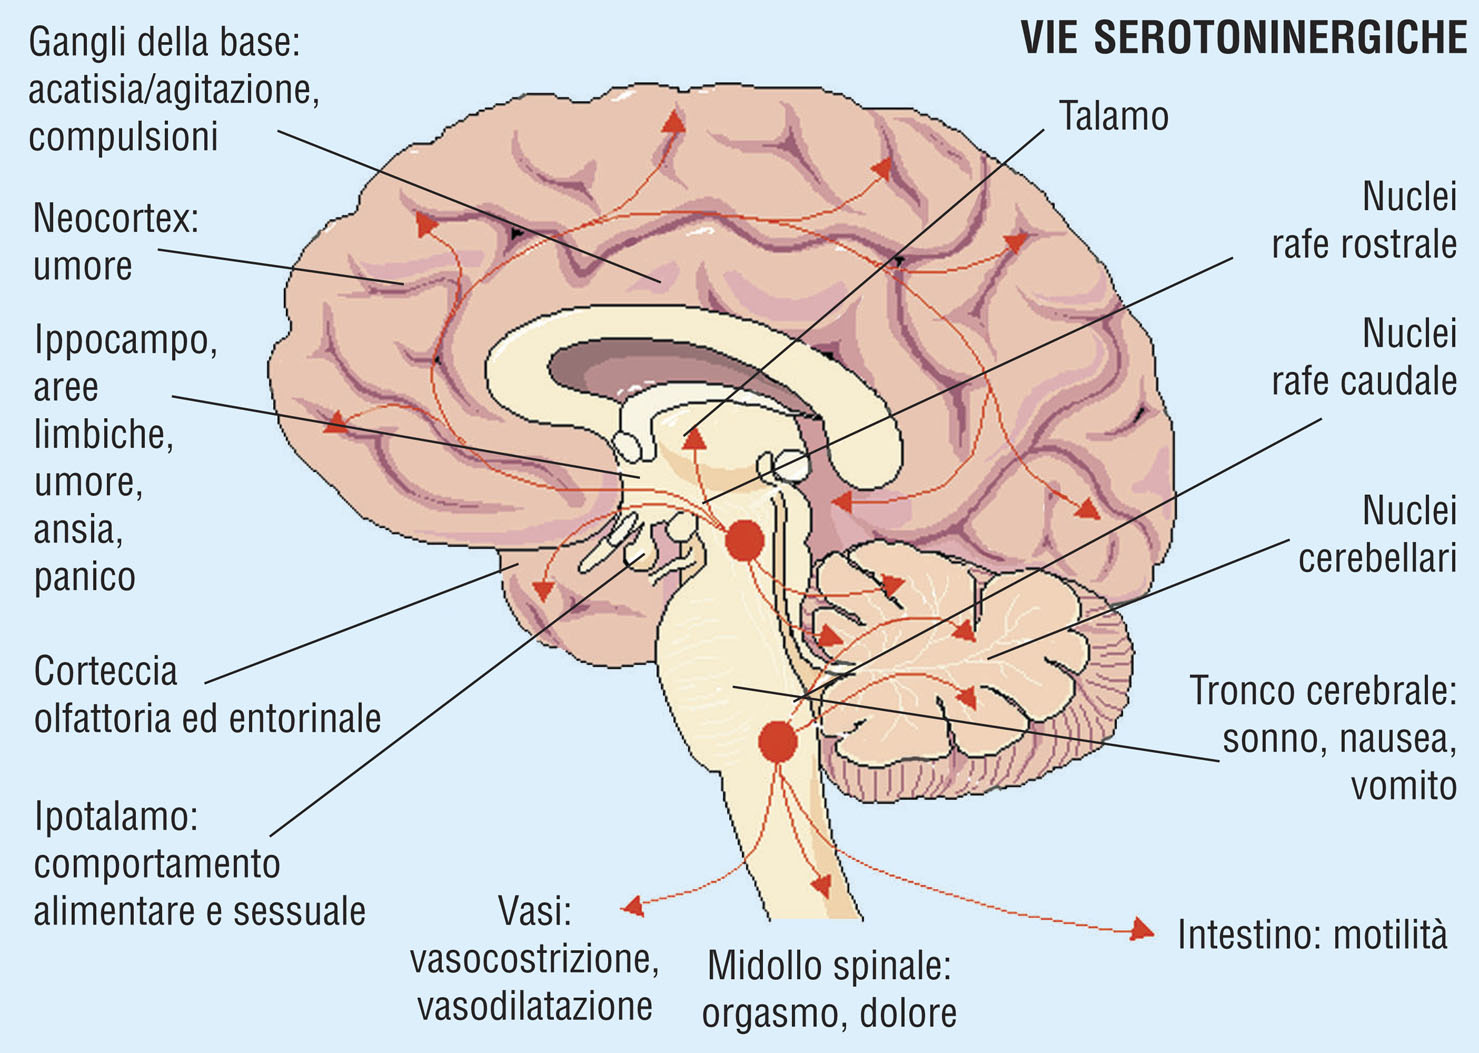 VIE SEROTONINERGICHE
Gangli della base:
acatisia/agitazione,
compulsioni
Neocortex:
umore
Ippocampo,
aree
limbiche,
umore,
ansia,
panico
Corteccia
olfattoria ed entorinale
Ipotalamo:
comportamento
alimentare e sessuale
Vasi:
vasocostrizione,
vasodilatazione
Midollo spinale:
orgasmo, dolore
Talamo
Nuclei
rafe rostrale
Nuclei
rafe caudale
Nuclei
cerebellari
Tronco cerebrale:
sonno, nausea,
vomito
Intestino: motilità